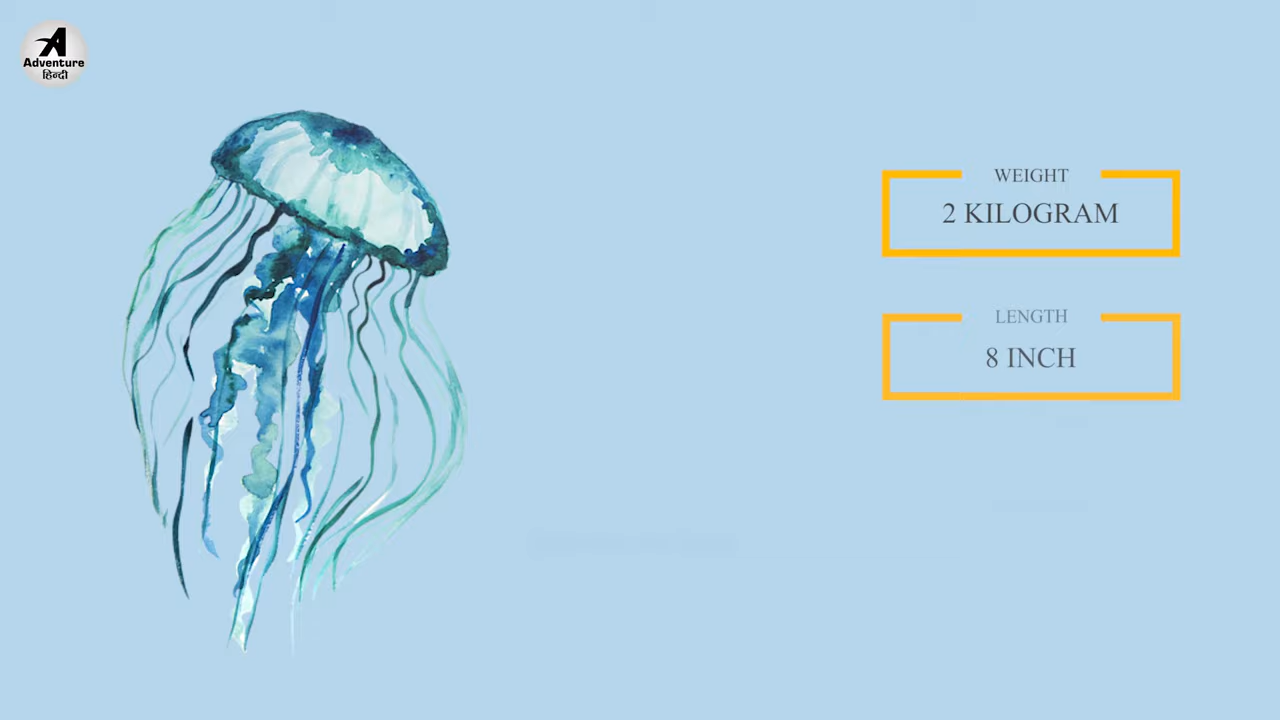 Adventure
हिन्दी
WEIGHT
2 KILOGRAM
LENGTH
8 INCH